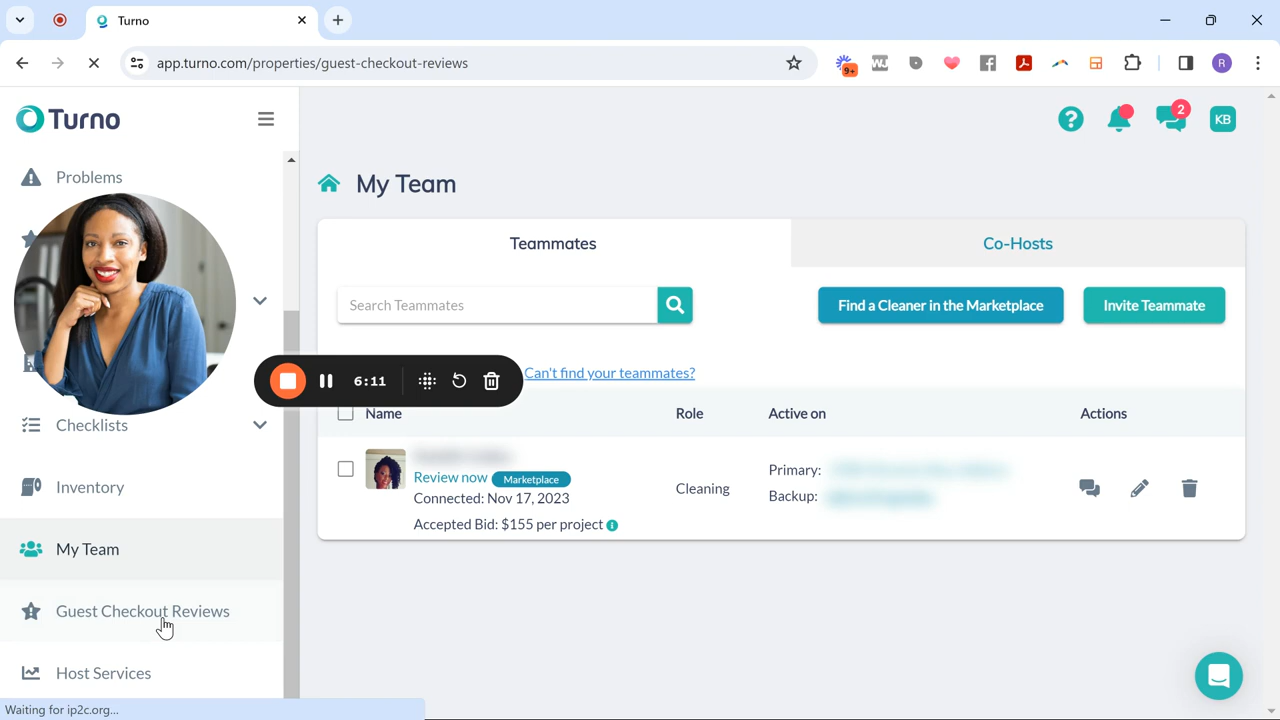 Turno
app.turno.com/properties/guest-checkout-reviews
9+
WJ
R
Turno
2
KB
Problems
My Team
Teammates
Co-Hosts
Search Teammates
Find a Cleaner in the Marketplace
Invite Teammate
6:11
Can't find your teammates?
Name
Role
Active on
Actions
Checklists
Review now
Marketplace
Connected: Nov 17, 2023
Accepted Bid: $155 per project
Cleaning
Primary:
Backup:
Inventory
My Team
Guest Checkout Reviews
Host Services
Waiting for ip2c.org...